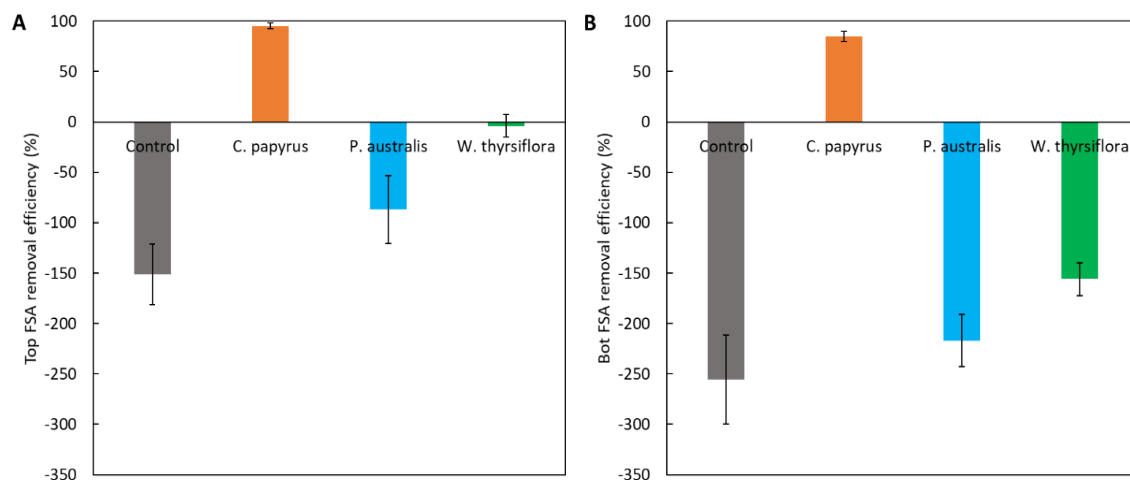 A
Top FSA removal efficiency (%)
100
50
0
-50
-100
-150
-200
-250
-300
-350
Control
C. papyrus
P. australis
W. thyrsiflora
B
Bot FSA removal efficiency (%)
100
50
0
-50
-100
-150
-200
-250
-300
-350
Control
C. papyrus
P. australis
W. thyrsiflora